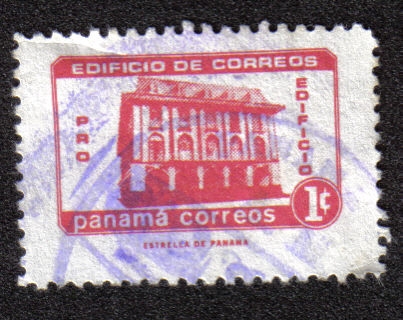 EDIFICIO DE CORREOS
PRO
EDIFICIO
panamá correos
1¢
ESTRELLA DE PANAMA